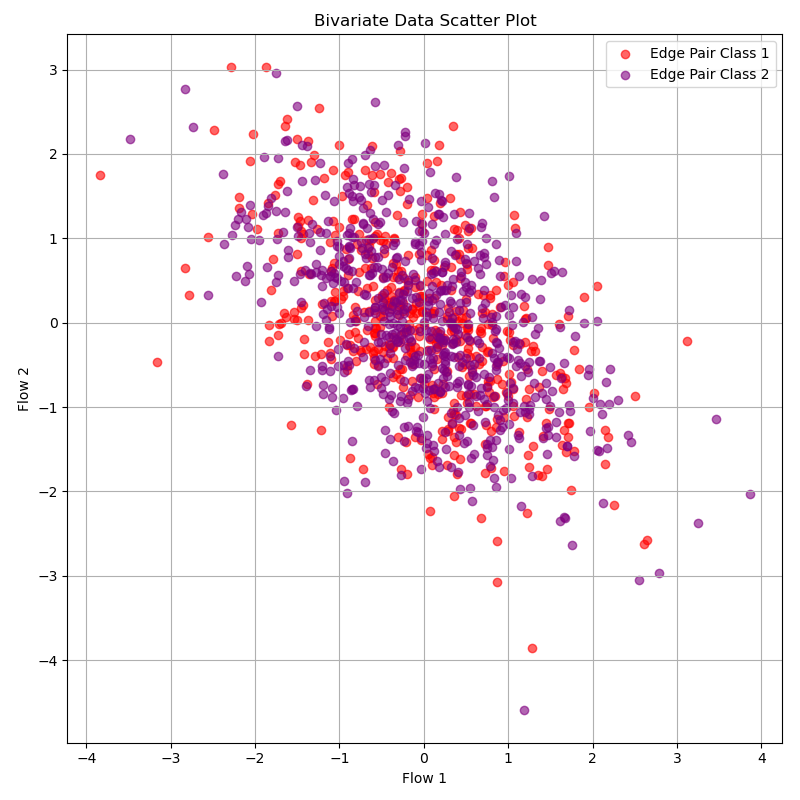 Bivariate Data Scatter Plot
Edge Pair Class 1
Edge Pair Class 2
3
2
1
0
−1
−2
−3
−4
Flow 2
−4 −3 −2 −1 0 1 2 3 4
Flow 1